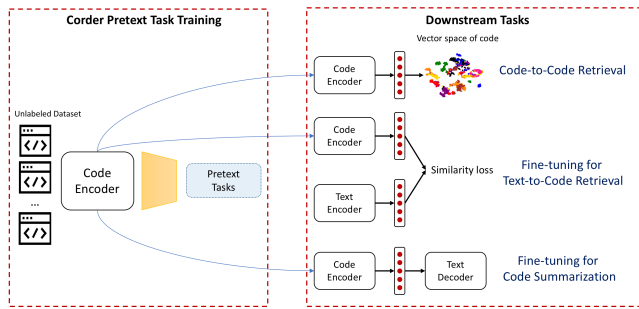 Corder Pretext Task Training
Unlabeled Dataset
</>
</>
...
</>
Code
Encoder
Pretext
Tasks
Downstream Tasks
Vector space of code
Code
Encoder
Code-to-Code Retrieval
Code
Encoder
Text
Encoder
Similarity loss
Fine-tuning for
Text-to-Code Retrieval
Code
Encoder
Text
Decoder
Fine-tuning for
Code Summarization